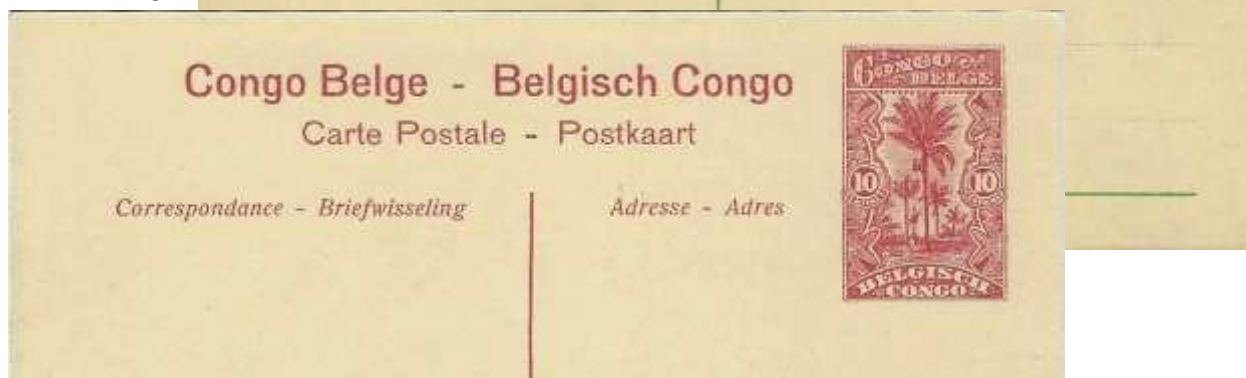 Congo Belge - Belgisch Congo
Carte Postale - Postkaart
Correspondance - Briefwisseling
Adresse - Adres
CONGO
BELGE
10 10
BELGISCH
CONGO